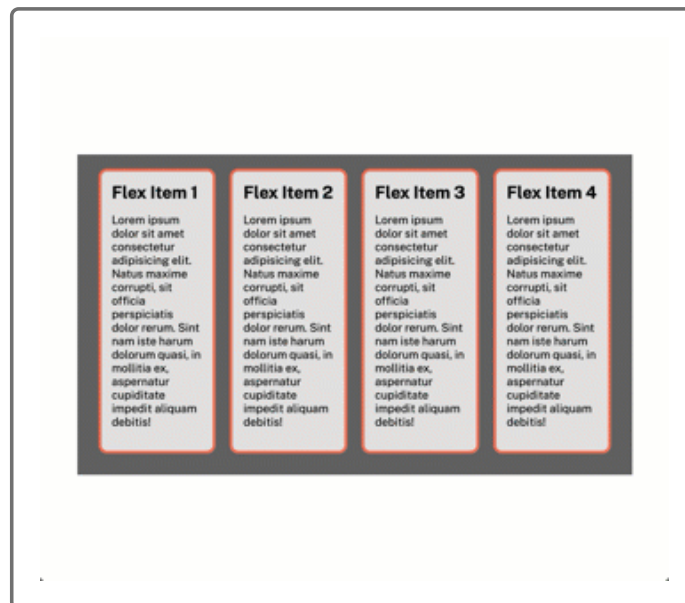 Flex Item 1
Lorem ipsum
dolor sit amet
consectetur
adipisicing elit.
Natus maxime
corrupti, sit
officia
perspiciatis
dolor rerum. Sint
nam iste harum
dolorum quasi, in
mollitia ex,
aspernatur
cupiditate
impedit aliquam
debitis!
Flex Item 2
Lorem ipsum
dolor sit amet
consectetur
adipisicing elit.
Natus maxime
corrupti, sit
officia
perspiciatis
dolor rerum. Sint
nam iste harum
dolorum quasi, in
mollitia ex,
aspernatur
cupiditate
impedit aliquam
debitis!
Flex Item 3
Lorem ipsum
dolor sit amet
consectetur
adipisicing elit.
Natus maxime
corrupti, sit
officia
perspiciatis
dolor rerum. Sint
nam iste harum
dolorum quasi, in
mollitia ex,
aspernatur
cupiditate
impedit aliquam
debitis!
Flex Item 4
Lorem ipsum
dolor sit amet
consectetur
adipisicing elit.
Natus maxime
corrupti, sit
officia
perspiciatis
dolor rerum. Sint
nam iste harum
dolorum quasi, in
mollitia ex,
aspernatur
cupiditate
impedit aliquam
debitis!